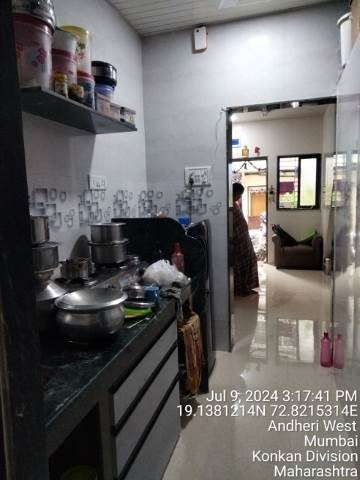 Jul 9, 2024 3:17:41 PM
19.1381214N 72.8215314E
Andheri West
Mumbai
Konkan Division
Maharashtra